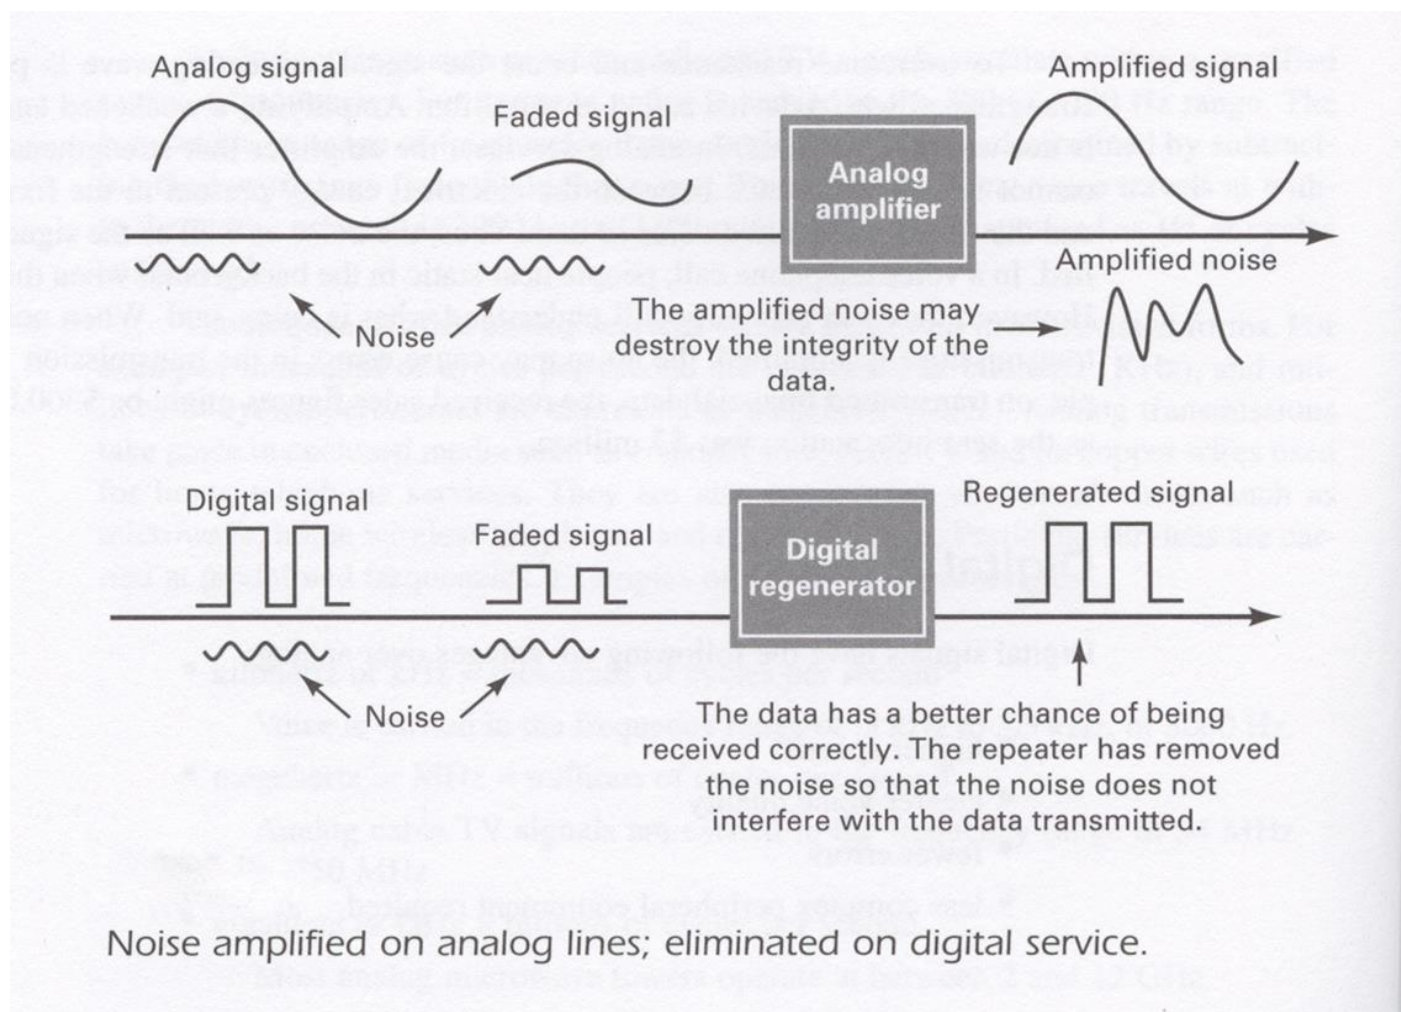 Analog signal
Faded signal
Amplified signal
Analog
amplifier
Amplified noise
Noise
The amplified noise may
destroy the integrity of the
data.
Digital signal
Faded signal
Regenerated signal
Digital
regenerator
Noise
The data has a better chance of being
received correctly. The repeater has removed
the noise so that the noise does not
interfere with the data transmitted.
Noise amplified on analog lines; eliminated on digital service.